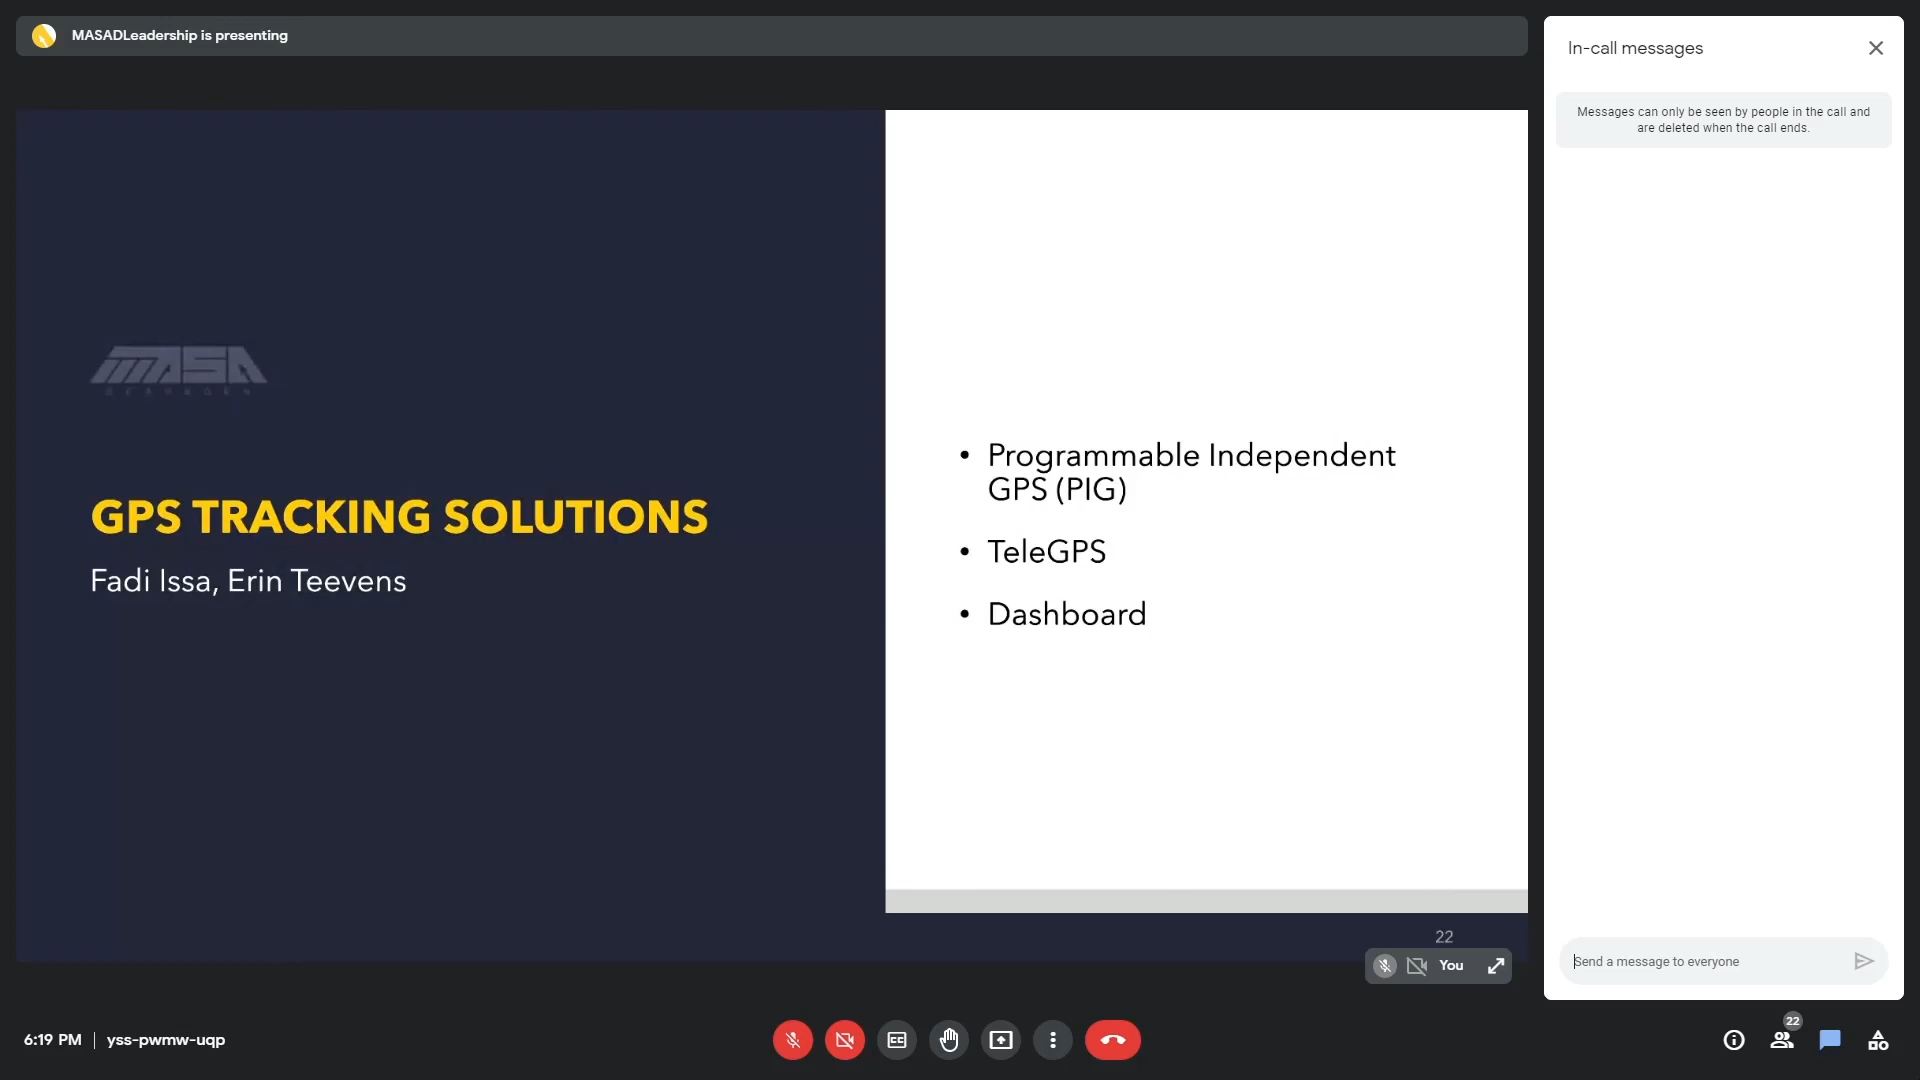 MASADLeadership is presenting
MASA
DEARBORN
GPS TRACKING SOLUTIONS
Fadi Issa, Erin Teevens
• Programmable Independent
GPS (PIG)
• TeleGPS
• Dashboard
22
You
In-call messages
Messages can only be seen by people in the call and
are deleted when the call ends.
Send a message to everyone
6:19 PM
yss-pwmw-uqp
22